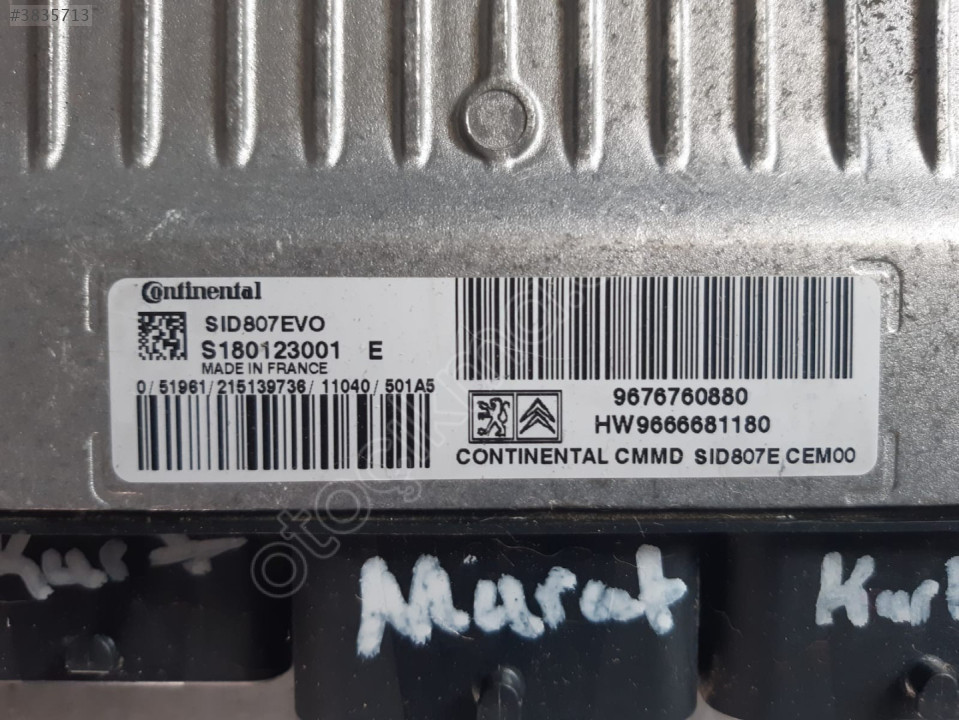 #3835713
Continental
SID807EVO
S180123001 E
MADE IN FRANCE
0/51961/215139736/11040/501A5
9676760880
HW9666681180
CONTINENTAL CMMD SID807E CEM00
otocikma
Murat